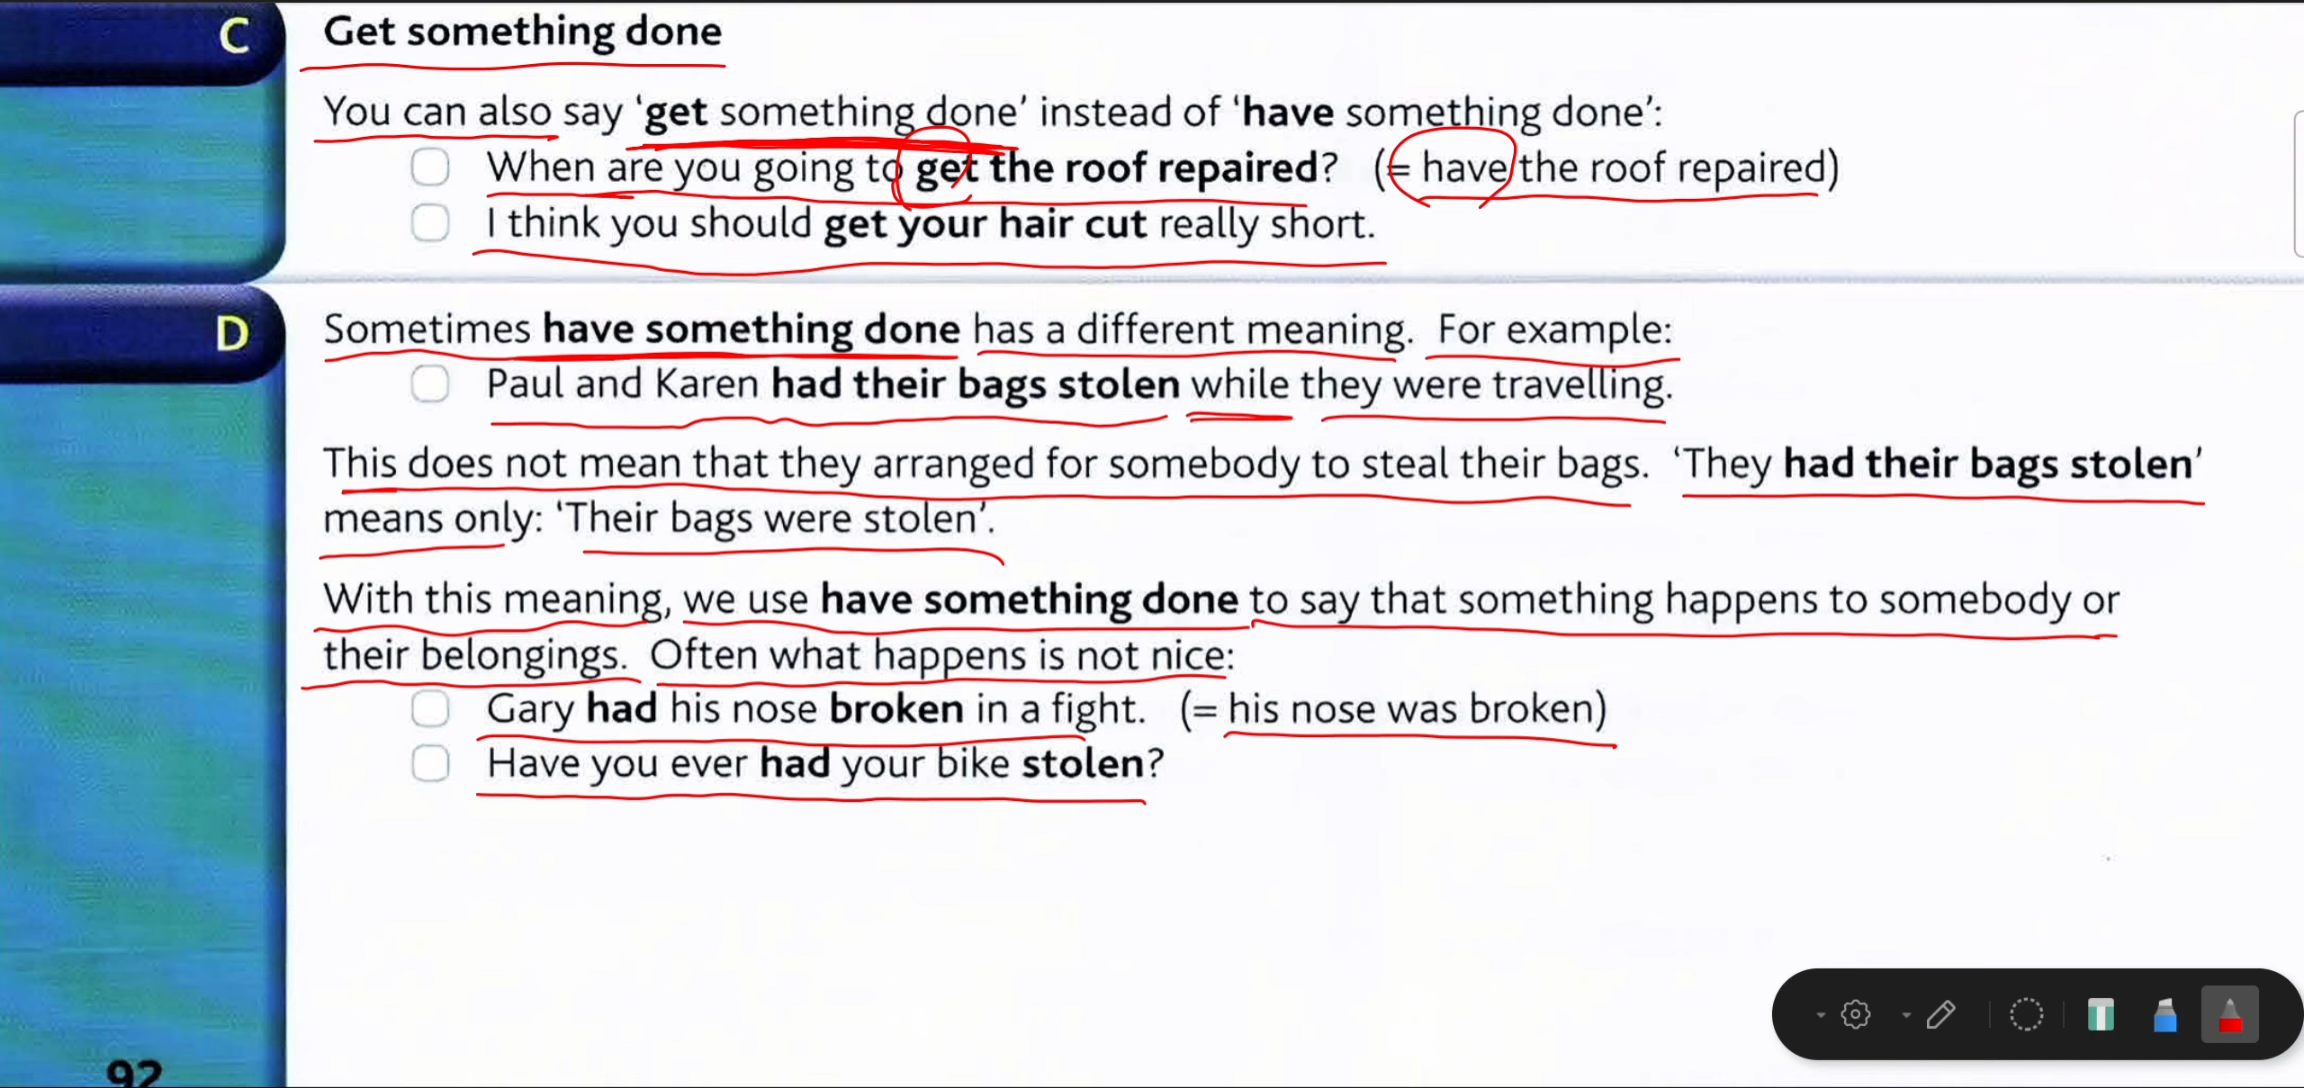 C Get something done
You can also say ‘get something done’ instead of ‘have something done’:
When are you going to get the roof repaired? (= have the roof repaired)
I think you should get your hair cut really short.
D Sometimes have something done has a different meaning. For example:
Paul and Karen had their bags stolen while they were travelling.
This does not mean that they arranged for somebody to steal their bags. ‘They had their bags stolen’
means only: ‘Their bags were stolen’.
With this meaning, we use have something done to say that something happens to somebody or
their belongings. Often what happens is not nice:
Gary had his nose broken in a fight. (= his nose was broken)
Have you ever had your bike stolen?
92